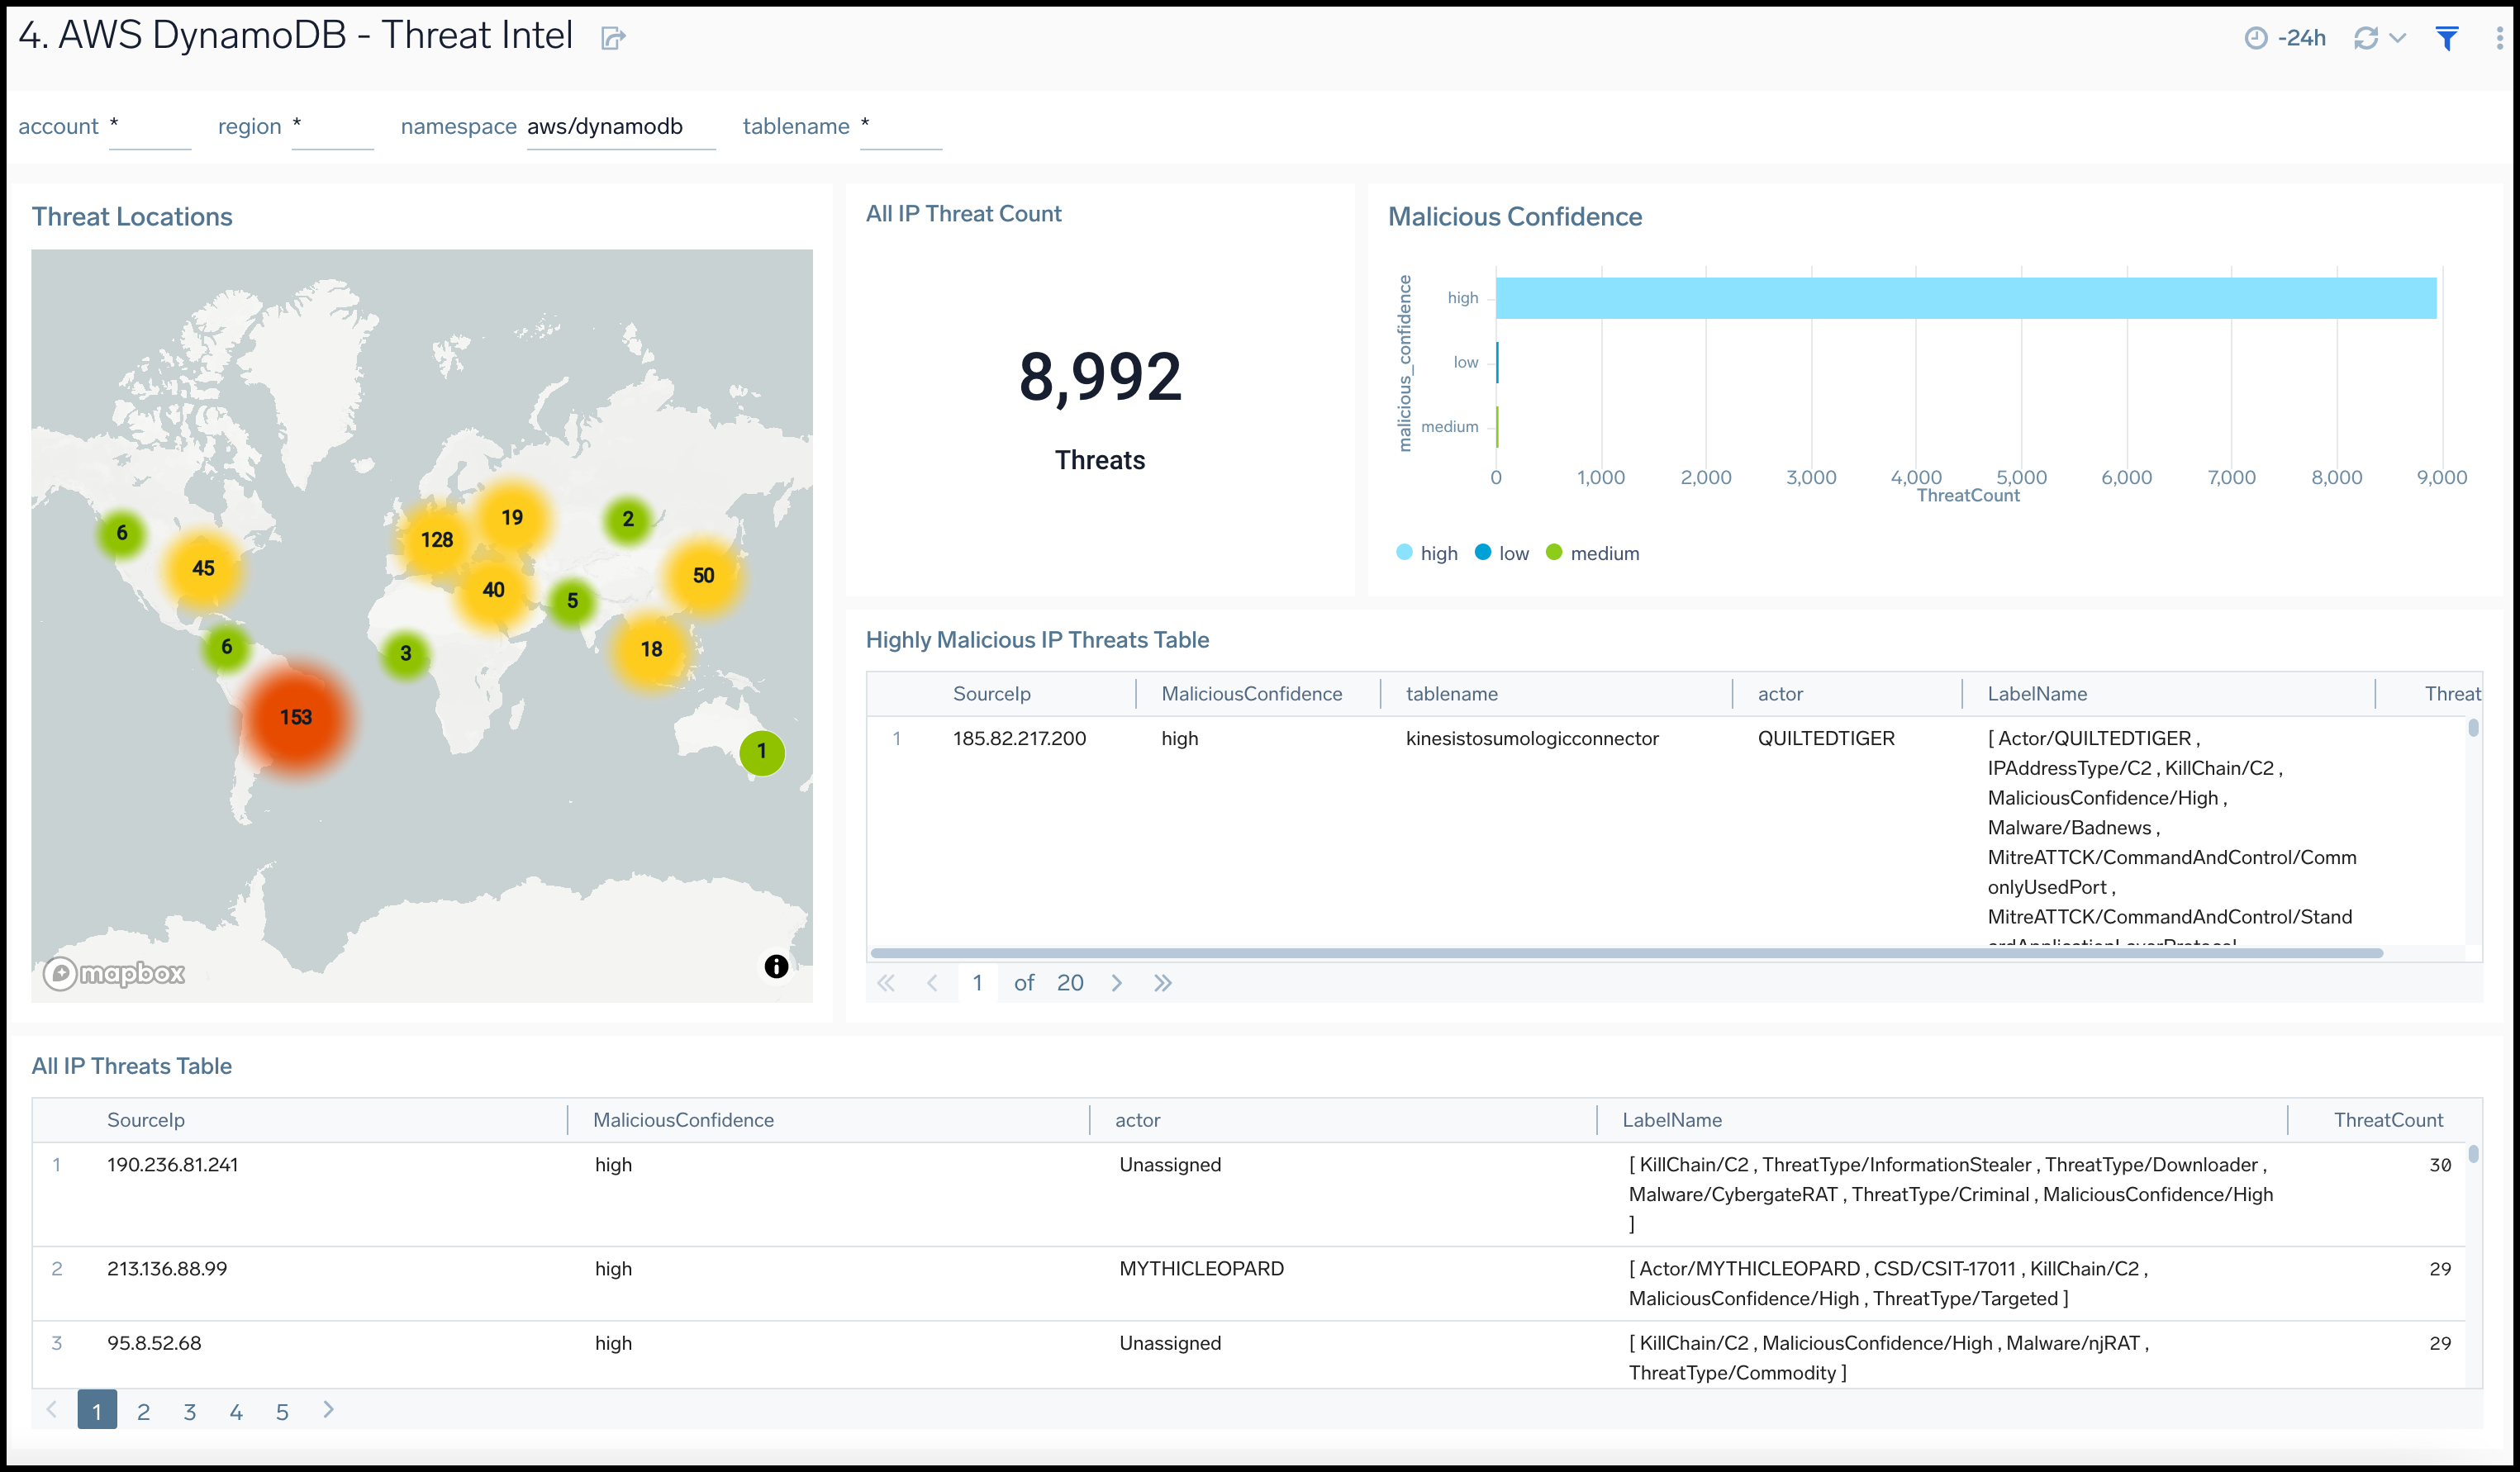 4. AWS DynamoDB - Threat Intel
-24h
account *
region *
namespace aws/dynamodb
tablename *
Threat Locations
6
45
6
153
128
19
40
3
5
2
50
18
1
mapbox
All IP Threat Count
8,992
Threats
Malicious Confidence
malicious_confidence
high
low
medium
0 1,000 2,000 3,000 4,000 5,000 6,000 7,000 8,000 9,000
ThreatCount
high low medium
Highly Malicious IP Threats Table
SourceIp MaliciousConfidence tablename actor LabelName Threat
1 185.82.217.200 high kinesistosumologicconnector QUILTEDTIGER [ Actor/QUILTEDTIGER ,
IPAddressType/C2 , KillChain/C2 ,
MaliciousConfidence/High ,
Malware/Badnews ,
MitreATTCK/CommandAndControl/Comm
onlyUsedPort ,
MitreATTCK/CommandAndControl/Stand
1 of 20
All IP Threats Table
SourceIp MaliciousConfidence actor LabelName ThreatCount
1 190.236.81.241 high Unassigned [ KillChain/C2 , ThreatType/InformationStealer , ThreatType/Downloader , 30
Malware/CybergateRAT , ThreatType/Criminal , MaliciousConfidence/High
]
2 213.136.88.99 high MYTHICLEOPARD [ Actor/MYTHICLEOPARD , CSD/CSIT-17011 , KillChain/C2 , 29
MaliciousConfidence/High , ThreatType/Targeted ]
3 95.8.52.68 high Unassigned [ KillChain/C2 , MaliciousConfidence/High , Malware/njRAT , 29
ThreatType/Commodity ]
1 2 3 4 5